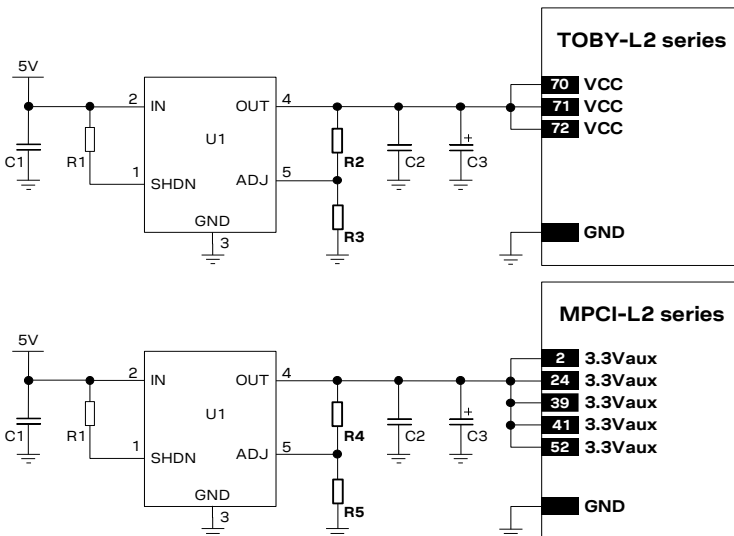 TOBY-L2 series
5V
70 VCC
71 VCC
72 VCC
2 IN
OUT 4
U1
C1
R1
R2
C2
C3
+
1 SHDN
ADJ 5
GND
3
R3
GND
MPCI-L2 series
5V
2 3.3Vaux
24 3.3Vaux
39 3.3Vaux
41 3.3Vaux
52 3.3Vaux
2 IN
OUT 4
U1
C1
R1
R4
C2
C3
+
1 SHDN
ADJ 5
GND
3
R5
GND